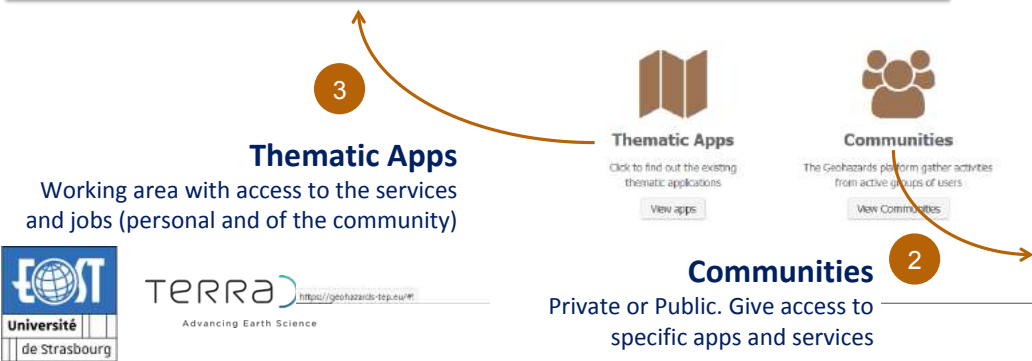 3
Thematic Apps
Click to find out the existing
thematic applications
View apps
Communities
The Geohazards platform gather activities
from active groups of users
View Communities
Thematic Apps
Working area with access to the services
and jobs (personal and of the community)
2
Communities
Private or Public. Give access to
specific apps and services
EOST
Université
de Strasbourg
TERRA
Advancing Earth Science
https://geohazards-tep.eu/#!